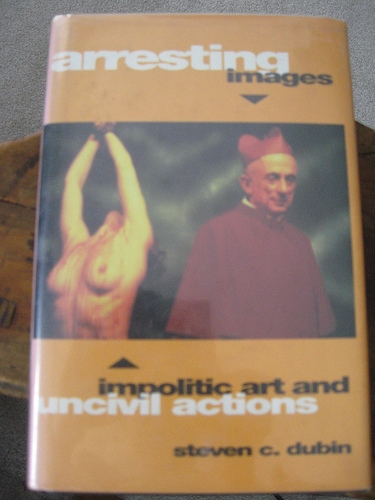 arresting
images
impolitic art and
uncivil actions
steven c. dubin